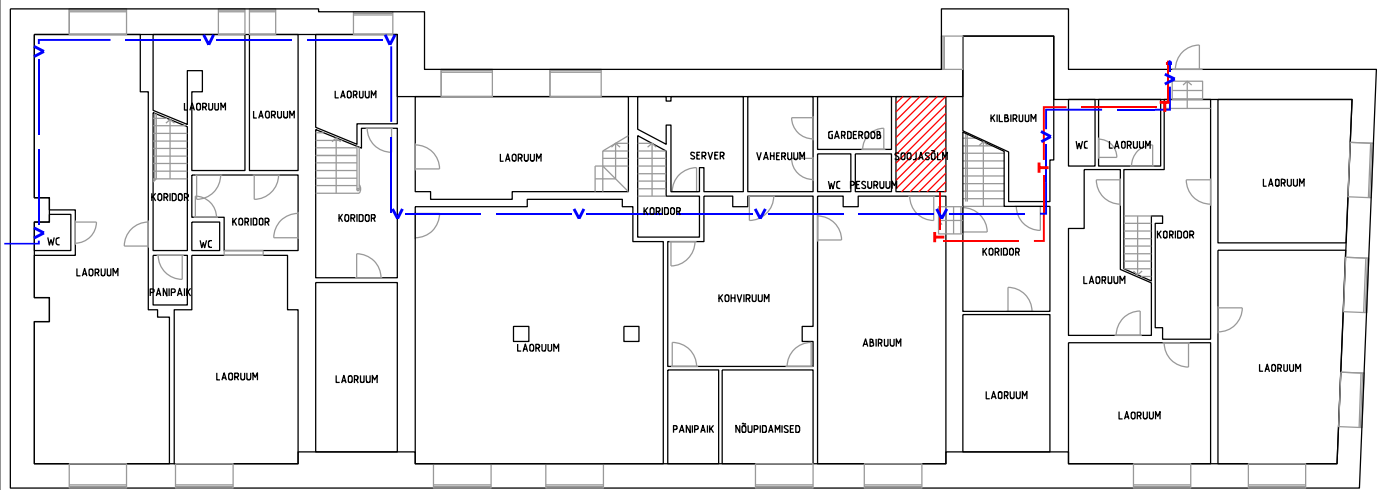 LAORUUM
LAORUUM
LAORUUM
KILBIRUUM
GARDEROOB
WC
LAORUUM
SERVER
VAHERUUM
LAORUUM
SOOJASÕLM
LAORUUM
WC
PESURUUM
KORIDOR
KORIDOR
KORIDOR
KORIDOR
WC
WC
KORIDOR
KORIDOR
LAORUUM
LAORUUM
PANIPAIK
KOHVIRUUM
LAORUUM
ABIRUUM
LAORUUM
LAORUUM
LAORUUM
LAORUUM
LAORUUM
PANIPAIK
NÕUPIDAMISED
V
V
V
V
V
V
V
V
V
V
T
T
T